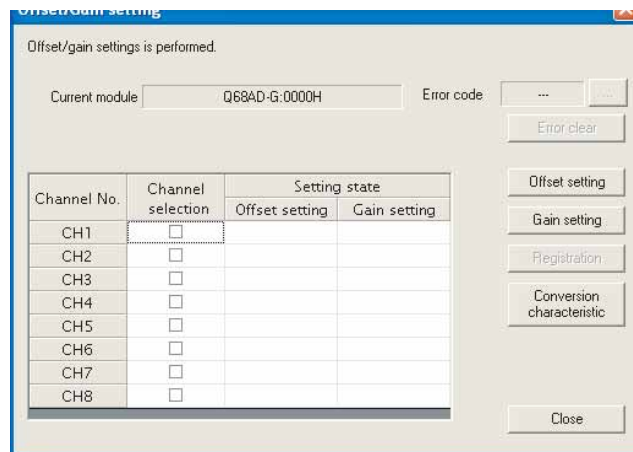 Offset/Gain setting
Offset/gain settings is performed.
Current module Q68AD-G:0000H Error code --- ...
Error clear
Channel No. Channel selection Setting state
Offset setting Gain setting
CH1
CH2
CH3
CH4
CH5
CH6
CH7
CH8
Offset setting
Gain setting
Registration
Conversion
characteristic
Close